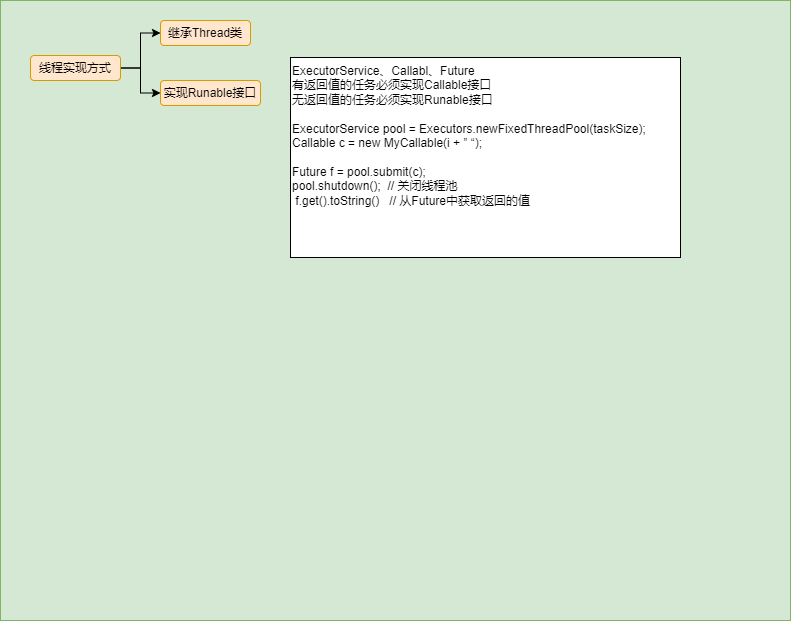 继承Thread类
线程实现方式
实现Runable接口
ExecutorService、Callabl、Future
有返回值的任务必须实现Callable接口
无返回值的任务必须实现Runable接口
ExecutorService pool = Executors.newFixedThreadPool(taskSize);
Callable c = new MyCallable(i + ” “);
Future f = pool.submit(c);
pool.shutdown();  // 关闭线程池
f.get().toString()   // 从Future中获取返回的值